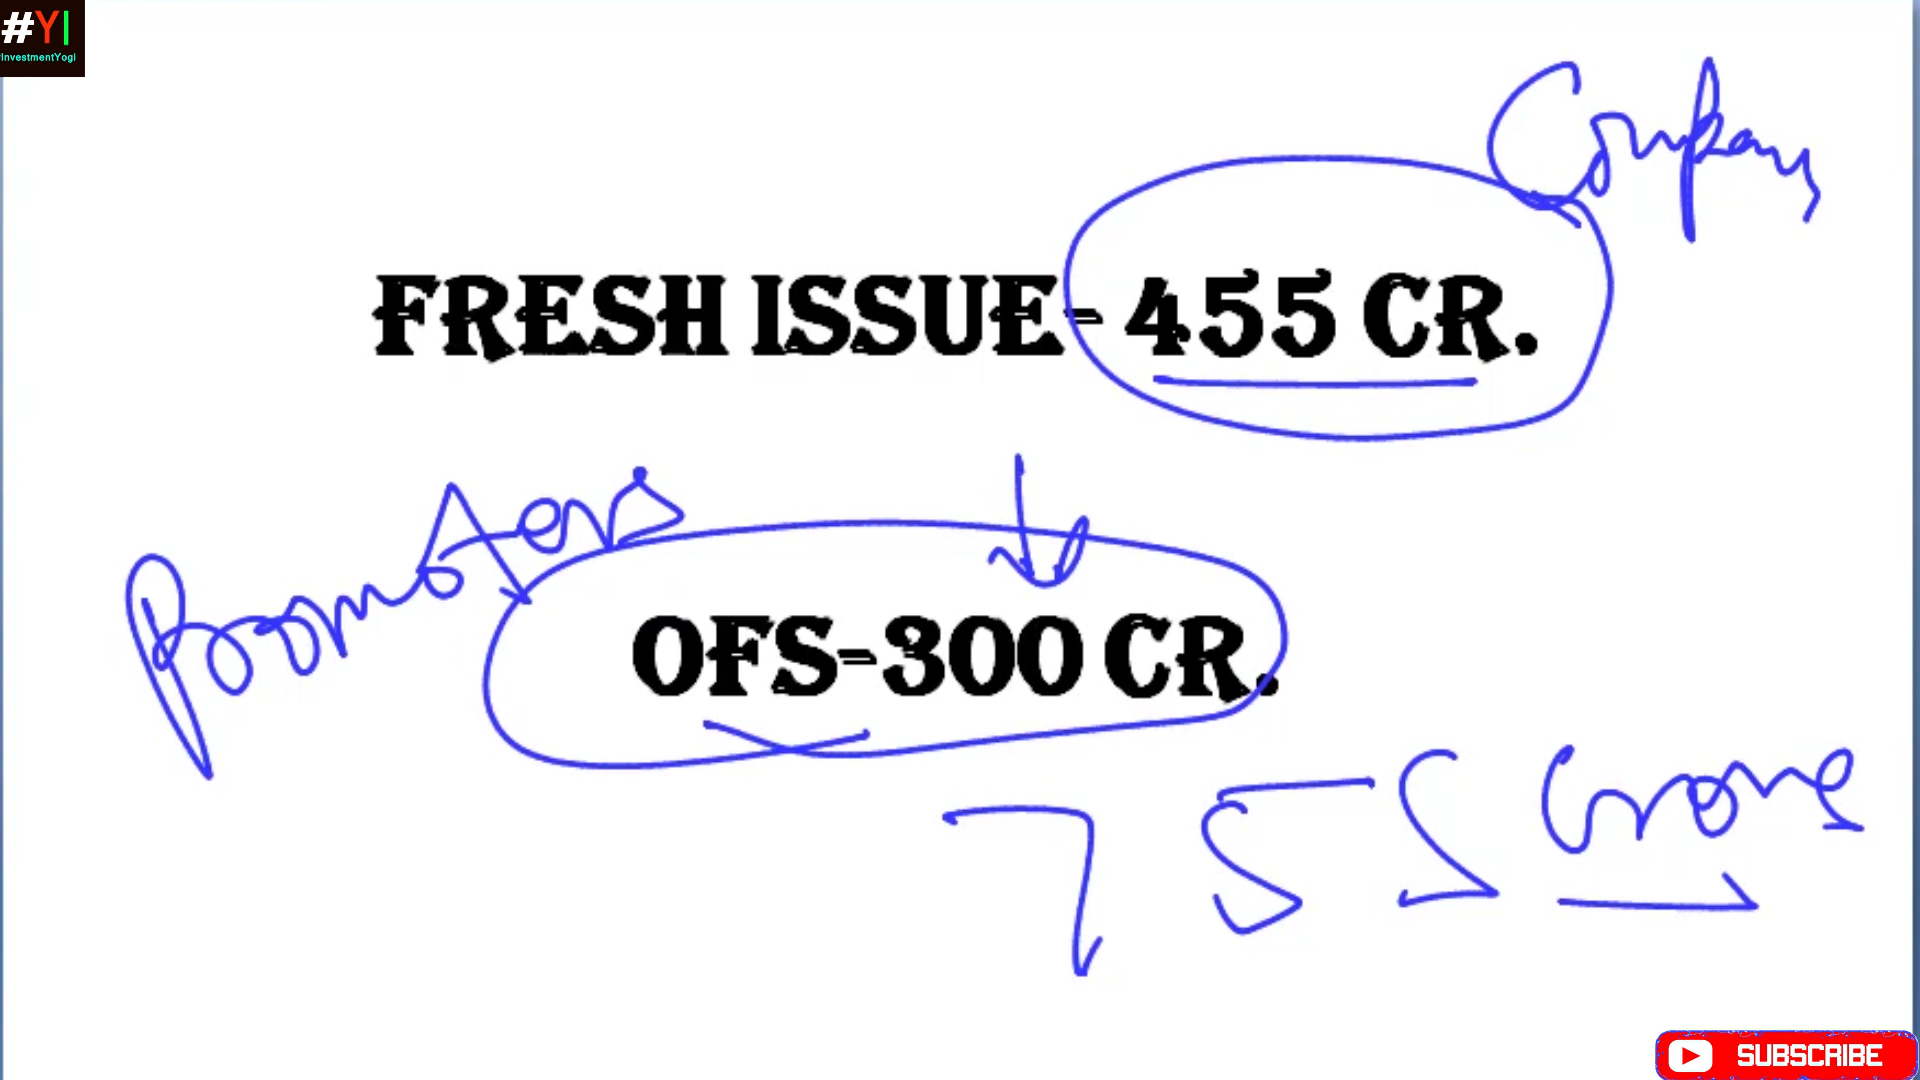 #YI
InvestmentYogi
Company
FRESH ISSUE- 455 CR.
Promoters
OFS-300 CR.
755 Crore
SUBSCRIBE